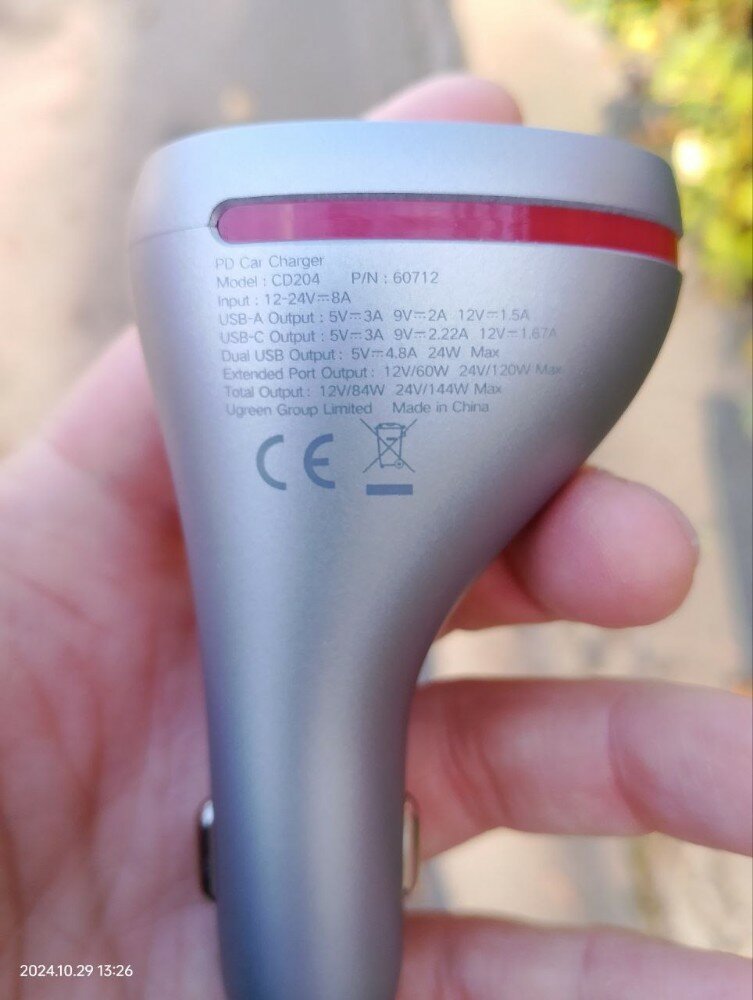 PD Car Charger
Model : CD204 P/N : 60712
Input : 12-24V⎓8A
USB-A Output : 5V⎓3A 9V⎓2A 12V⎓1.5A
USB-C Output : 5V⎓3A 9V⎓2.22A 12V⎓1.67A
Dual USB Output : 5V⎓4.8A 24W Max
Extended Port Output : 12V/60W 24V/120W Max
Total Output : 12V/84W 24V/144W Max
Ugreen Group Limited Made in China
CE
2024.10.29 13:26